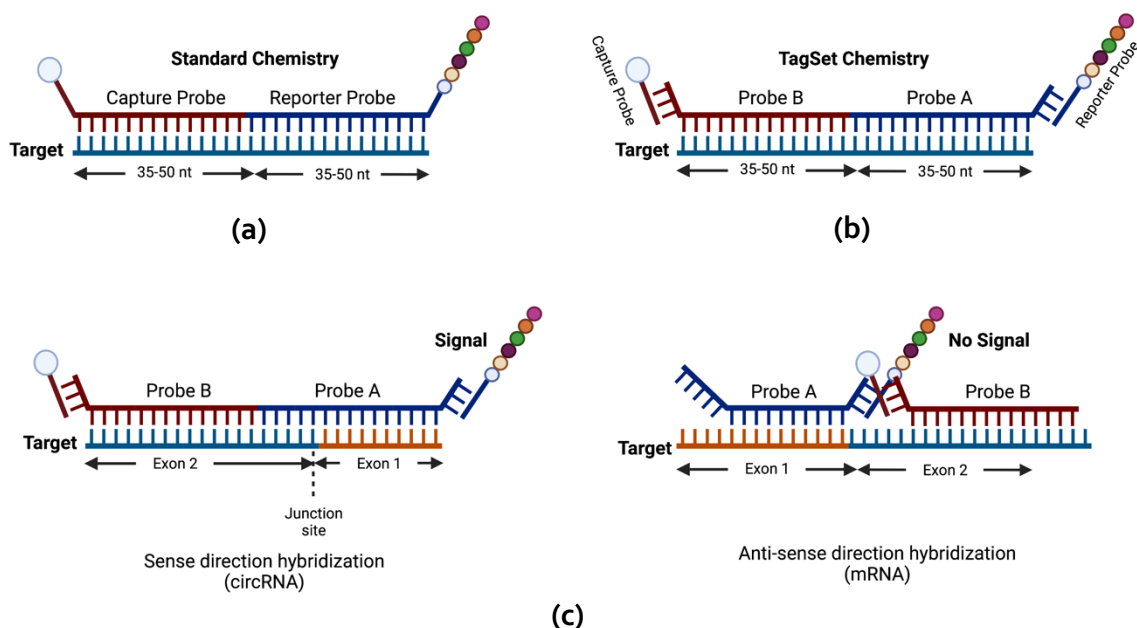 Standard Chemistry
Capture Probe
Reporter Probe
Target
35-50 nt
35-50 nt
(a)
TagSet Chemistry
Capture Probe
Probe B
Probe A
Reporter Probe
Target
35-50 nt
35-50 nt
(b)
Signal
Probe B
Probe A
Target
Exon 2
Exon 1
Junction
site
Sense direction hybridization
(circRNA)
No Signal
Probe A
Probe B
Target
Exon 1
Exon 2
Anti-sense direction hybridization
(mRNA)
(c)